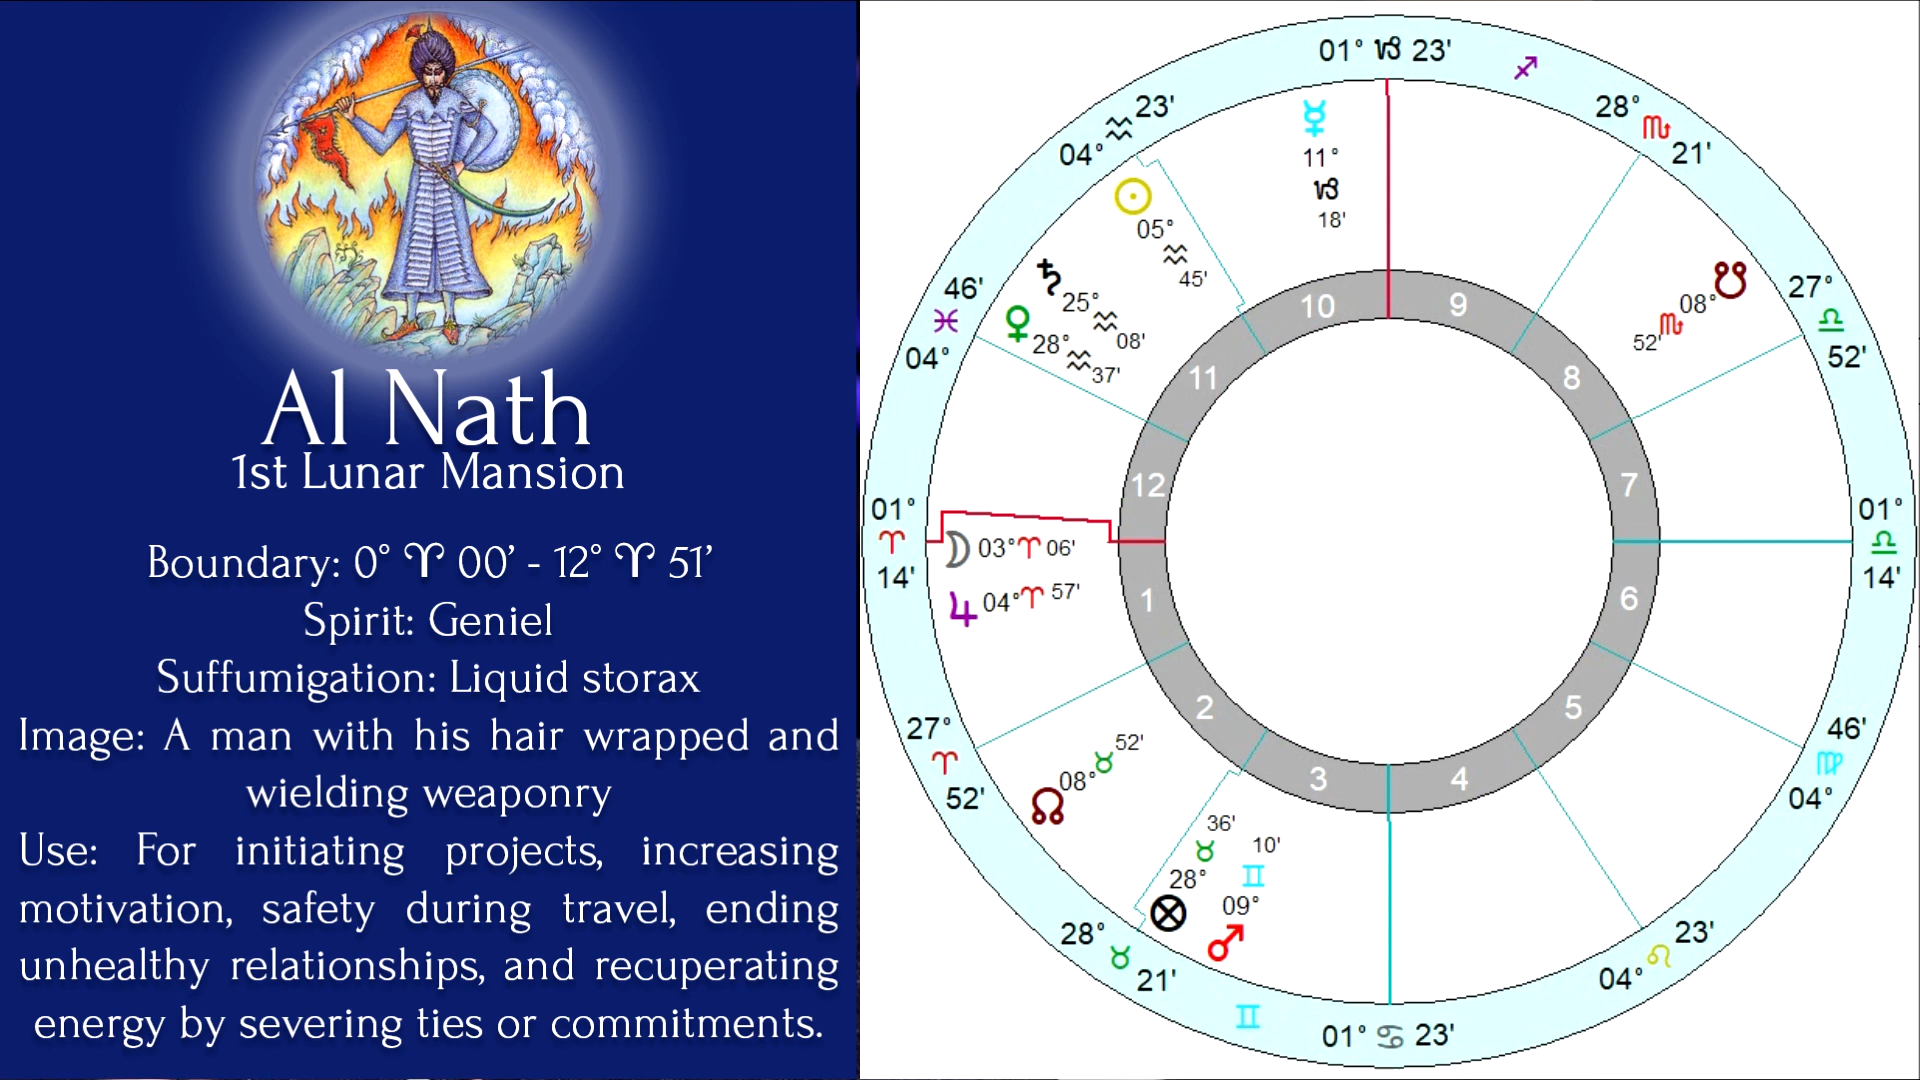 Al Nath
1st Lunar Mansion
Boundary: 0° ♈ 00’ - 12° ♈ 51’
Spirit: Geniel
Suffumigation: Liquid storax
Image: A man with his hair wrapped and
wielding weaponry
Use: For initiating projects, increasing
motivation, safety during travel, ending
unhealthy relationships, and recuperating
energy by severing ties or commitments.
01° ♑ 23'
♐
28° ♏ 21'
27° ♎ 52'
01° ♎ 14'
46' ♍ 04°
23' ♌ 04°
01° ♋ 23'
♊
28° ♉ 21'
27° ♈ 52'
01° ♈ 14'
46' ♓ 04°
04° ♒ 23'
☿ 11° ♑ 18'
☉ 05° ♒ 45'
♄ 25° ♒ 08'
♀ 28° ♒ 37'
☽ 03° ♈ 06'
♃ 04° ♈ 57'
☊ 08° ♉ 52'
⊗ 28° ♉ 36'
♂ 09° ♊ 10'
☋ 08° ♏ 52'
1
2
3
4
5
6
7
8
9
10
11
12